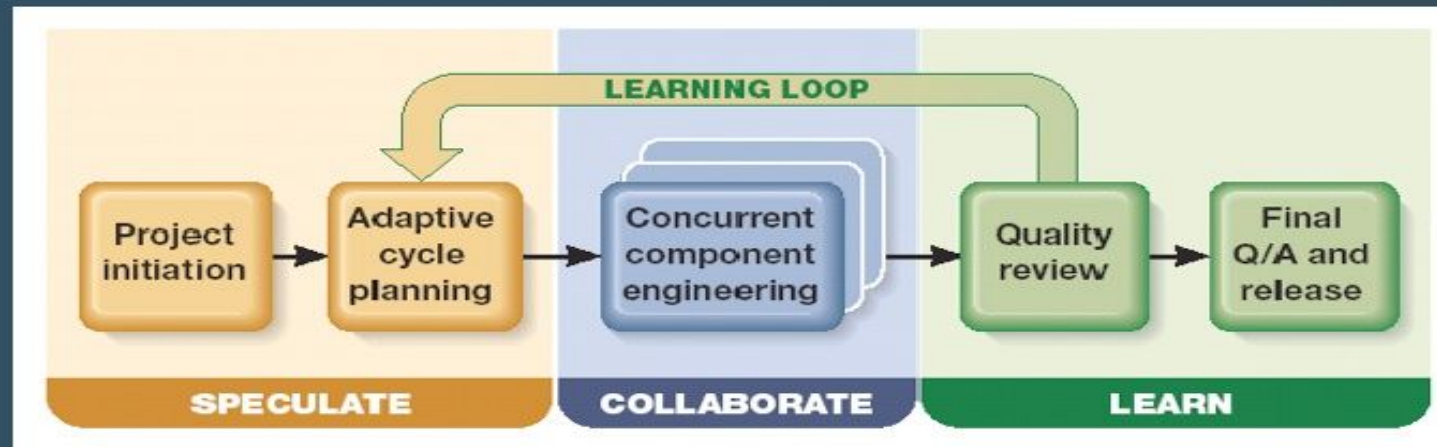 LEARNING LOOP
Project
initiation
Adaptive
cycle
planning
Concurrent
component
engineering
Quality
review
Final
Q/A and
release
SPECULATE
COLLABORATE
LEARN